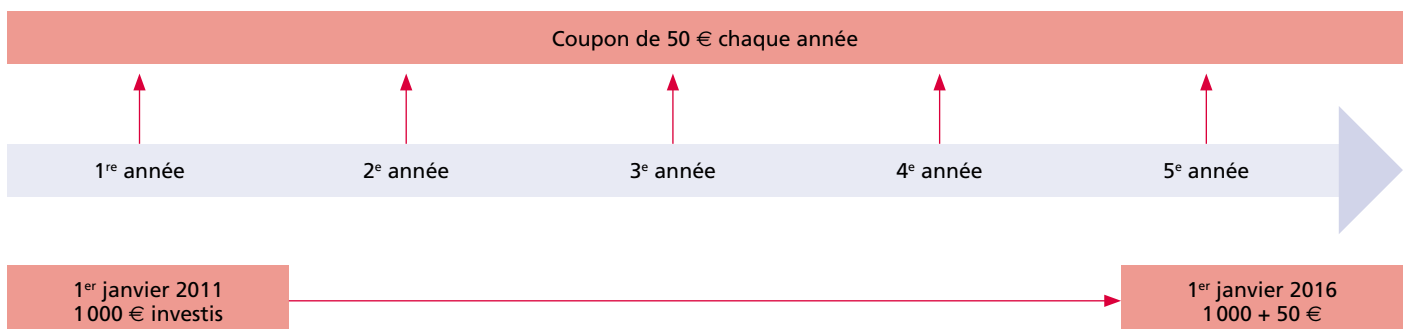 Coupon de 50 € chaque année
1re année 2e année 3e année 4e année 5e année
1er janvier 2011
1 000 € investis
1er janvier 2016
1 000 + 50 €